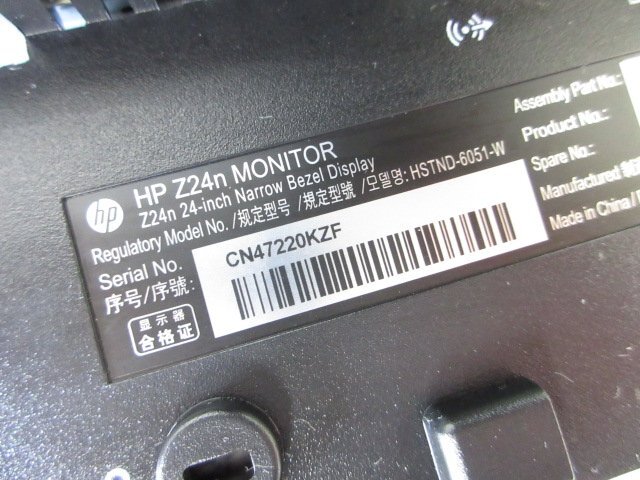 hp
HP Z24n MONITOR
Z24n 24-inch Narrow Bezel Display
Regulatory Model No./规定型号/規定型號/모델명: HSTND-6051-W
Serial No.
序号/序號:
CN47220KZF
显示器
合格证
Assembly Part No.:
Product No.:
Spare No.:
Manufactured
Made in China /